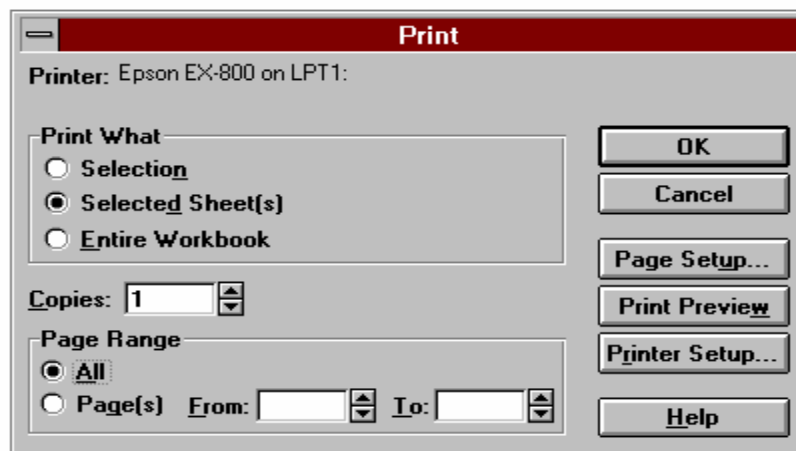 Print
Printer: Epson EX-800 on LPT1:
Print What
Selection
Selected Sheet(s)
Entire Workbook
OK
Cancel
Page Setup...
Print Preview
Printer Setup...
Help
Copies: 1
Page Range
All
Page(s) From: To: